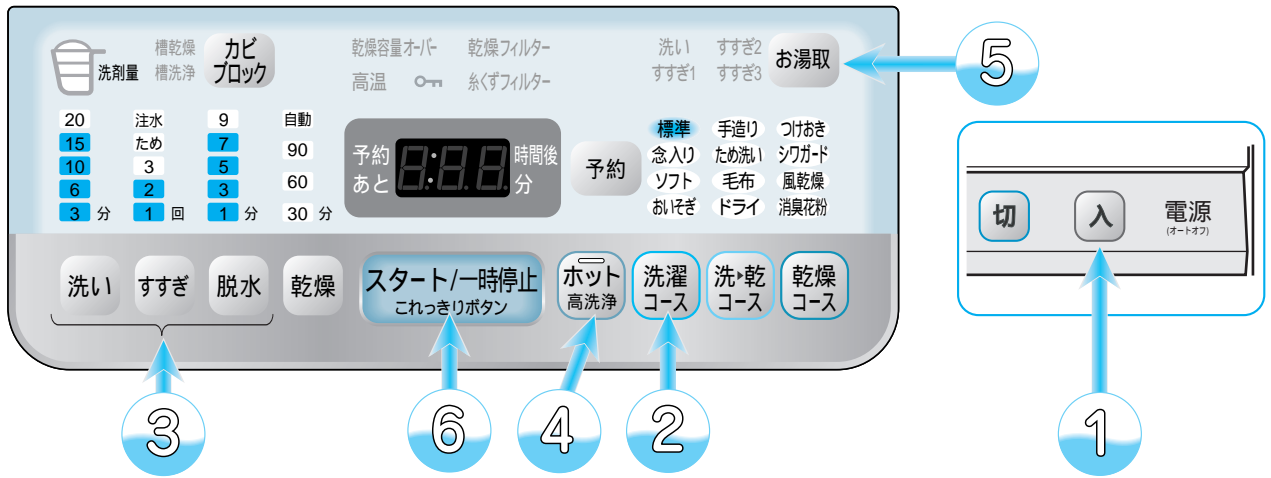 槽乾燥
槽洗浄
洗剤量
カビ
ブロック
乾燥容量オーバー
乾燥フィルター
高温
糸くずフィルター
洗い
すすぎ2
すすぎ1
すすぎ3
お湯取
5
20
15
10
6
3 分
注水
ため
3
2
1 回
9
7
5
3
1 分
自動
90
60
30 分
予約
時間後
あと
分
予約
標準 手造り つけおき
念入り ため洗い シワガード
ソフト 毛布 風乾燥
おいそぎ ドライ 消臭花粉
洗い
すすぎ
脱水
乾燥
スタート/一時停止
これっきりボタン
ホット
高洗浄
洗濯
コース
洗▸乾
コース
乾燥
コース
3
6
4
2
切
入
電源
(オートオフ)
1